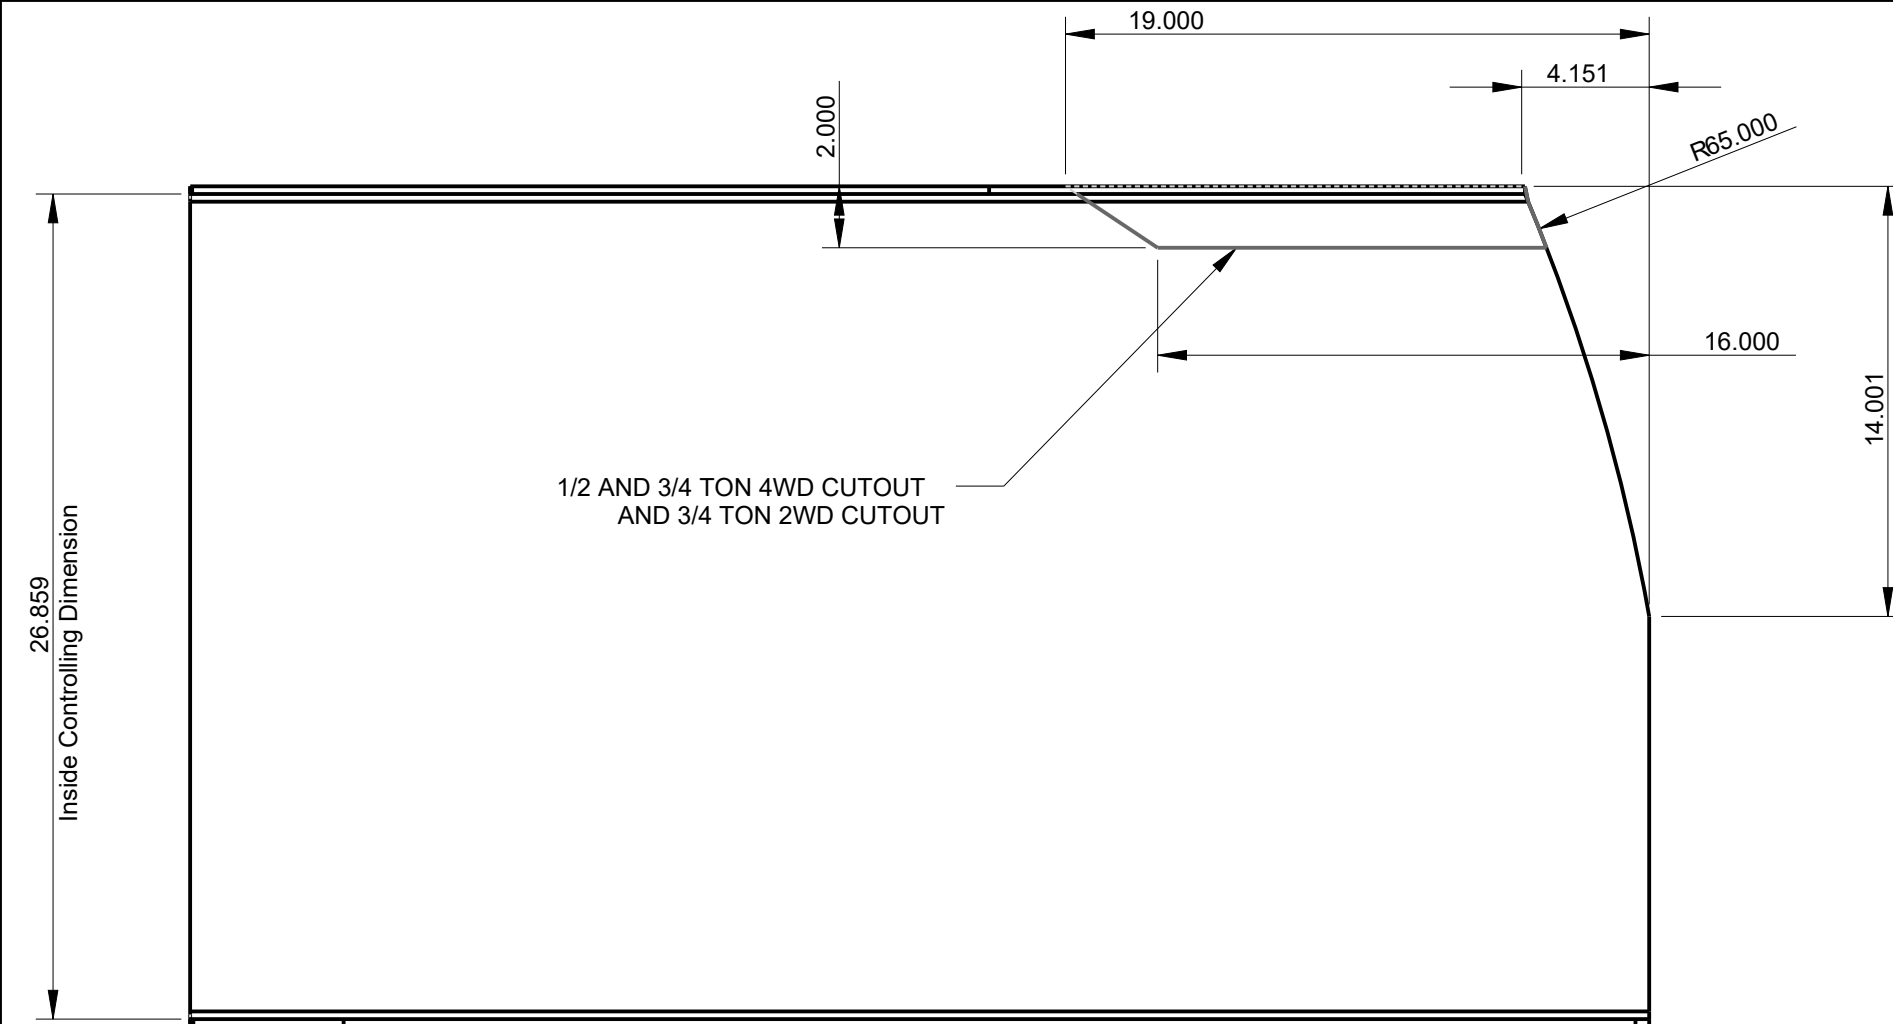 19.000
4.151
2.000
R65.000
16.000
14.001
1/2 AND 3/4 TON 4WD CUTOUT
AND 3/4 TON 2WD CUTOUT
26.859
Inside Controlling Dimension